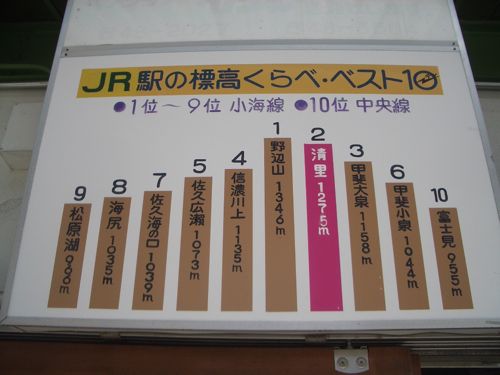 JR駅の標高くらべ・ベスト10
●1位～9位 小海線 ●10位 中央線
9 松原湖 996m
8 海尻 1035m
7 佐久海の口 1039m
5 佐久広瀬 1073m
4 信濃川上 1135m
1 野辺山 1346m
2 清里 1275m
3 甲斐大泉 1158m
6 甲斐小泉 1044m
10 富士見 955m